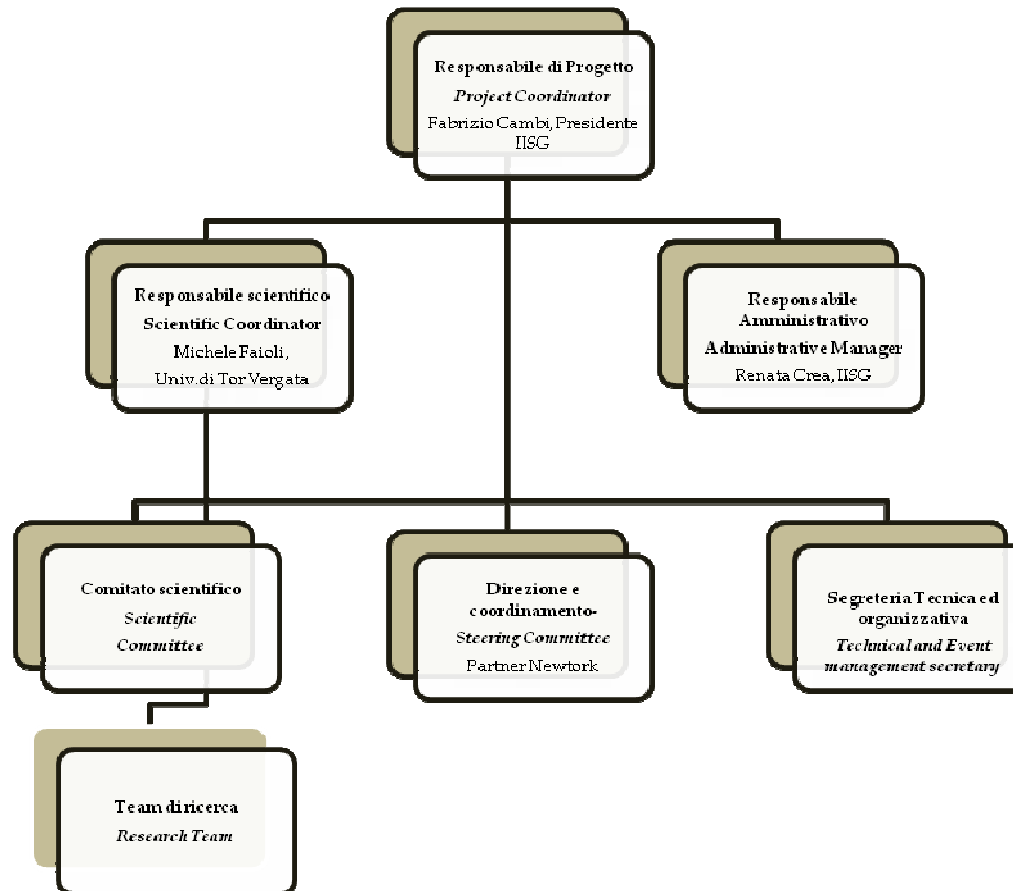 Responsabile di Progetto
Project Coordinator
Fabrizio Cambi, Presidente
IISG
Responsabile scientifico
Scientific Coordinator
Michele Faioli,
Univ. di Tor Vergata
Responsabile
Amministrativo
Administrative Manager
Renata Crea, IISG
Comitato scientifico
Scientific
Committee
Direzione e
coordinamento-
Steering Committee
Partner Newtork
Segreteria Tecnica ed
organizzativa
Technical and Event
management secretary
Team di ricerca
Research Team